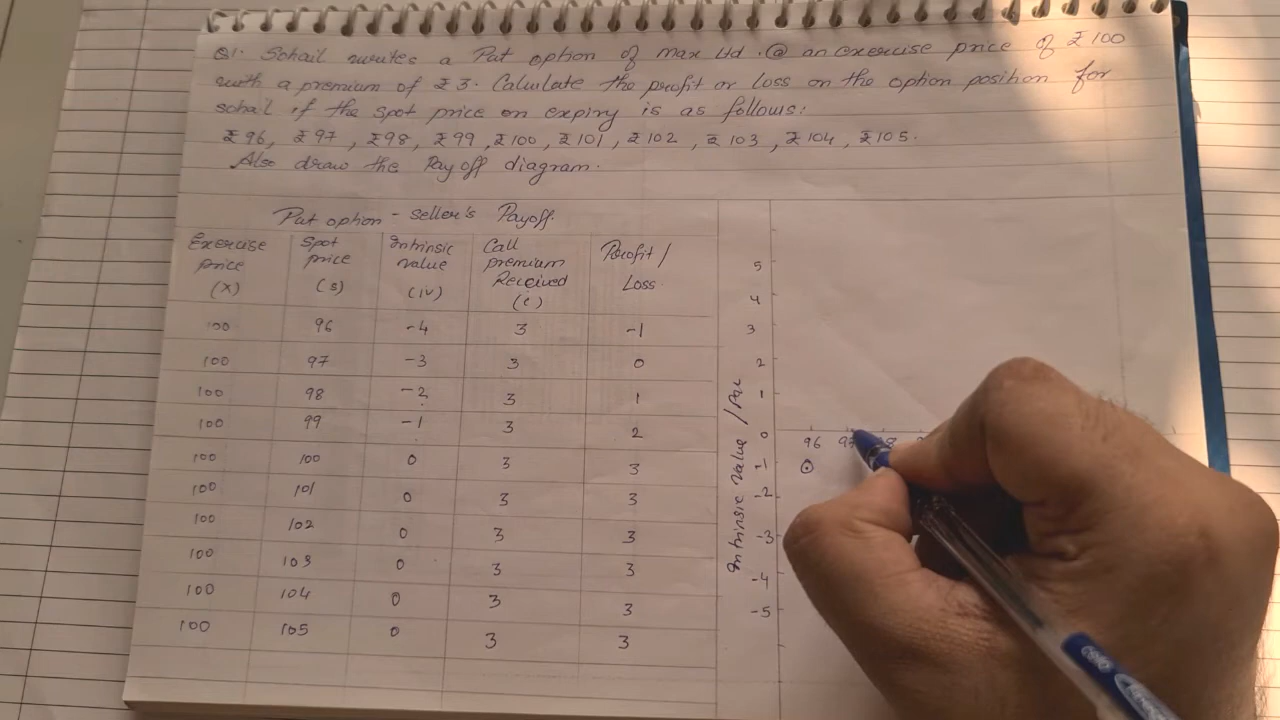 Q1. Sohail writes a Put option of Max Ltd. @ an exercise price of ₹100
with a premium of ₹3. Calculate the profit or Loss on the option position for
sohail if the spot price on expiry is as follows:
₹96, ₹97, ₹98, ₹99, ₹100, ₹101, ₹102, ₹103, ₹104, ₹105.
Also draw the Pay off diagram.
Put option - seller's Payoff.
Exercise price (X) Spot price (S) Intrinsic value (iv) Call premium Received (c) Profit / Loss
100 96 -4 3 -1
100 97 -3 3 0
100 98 -2 3 1
100 99 -1 3 2
100 100 0 3 3
100 101 0 3 3
100 102 0 3 3
100 103 0 3 3
100 104 0 3 3
100 105 0 3 3
Intrinsic Value /
5
4
3
2
1
0
-1
-2
-3
-4
-5
96 97